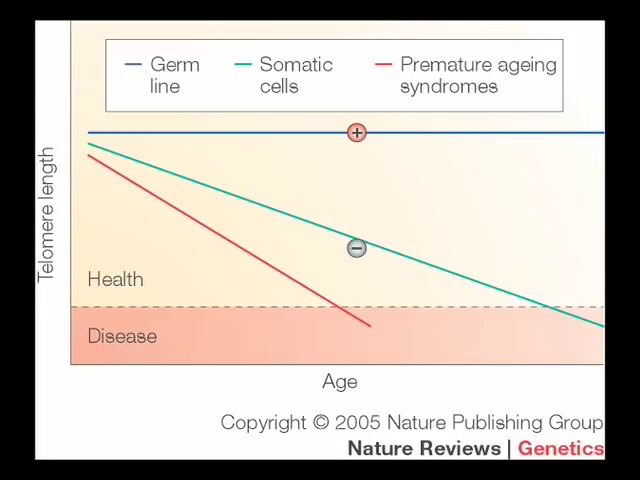 Germ line
Somatic cells
Premature ageing syndromes
Telomere length
+
−
Health
Disease
Age
Copyright © 2005 Nature Publishing Group
Nature Reviews | Genetics